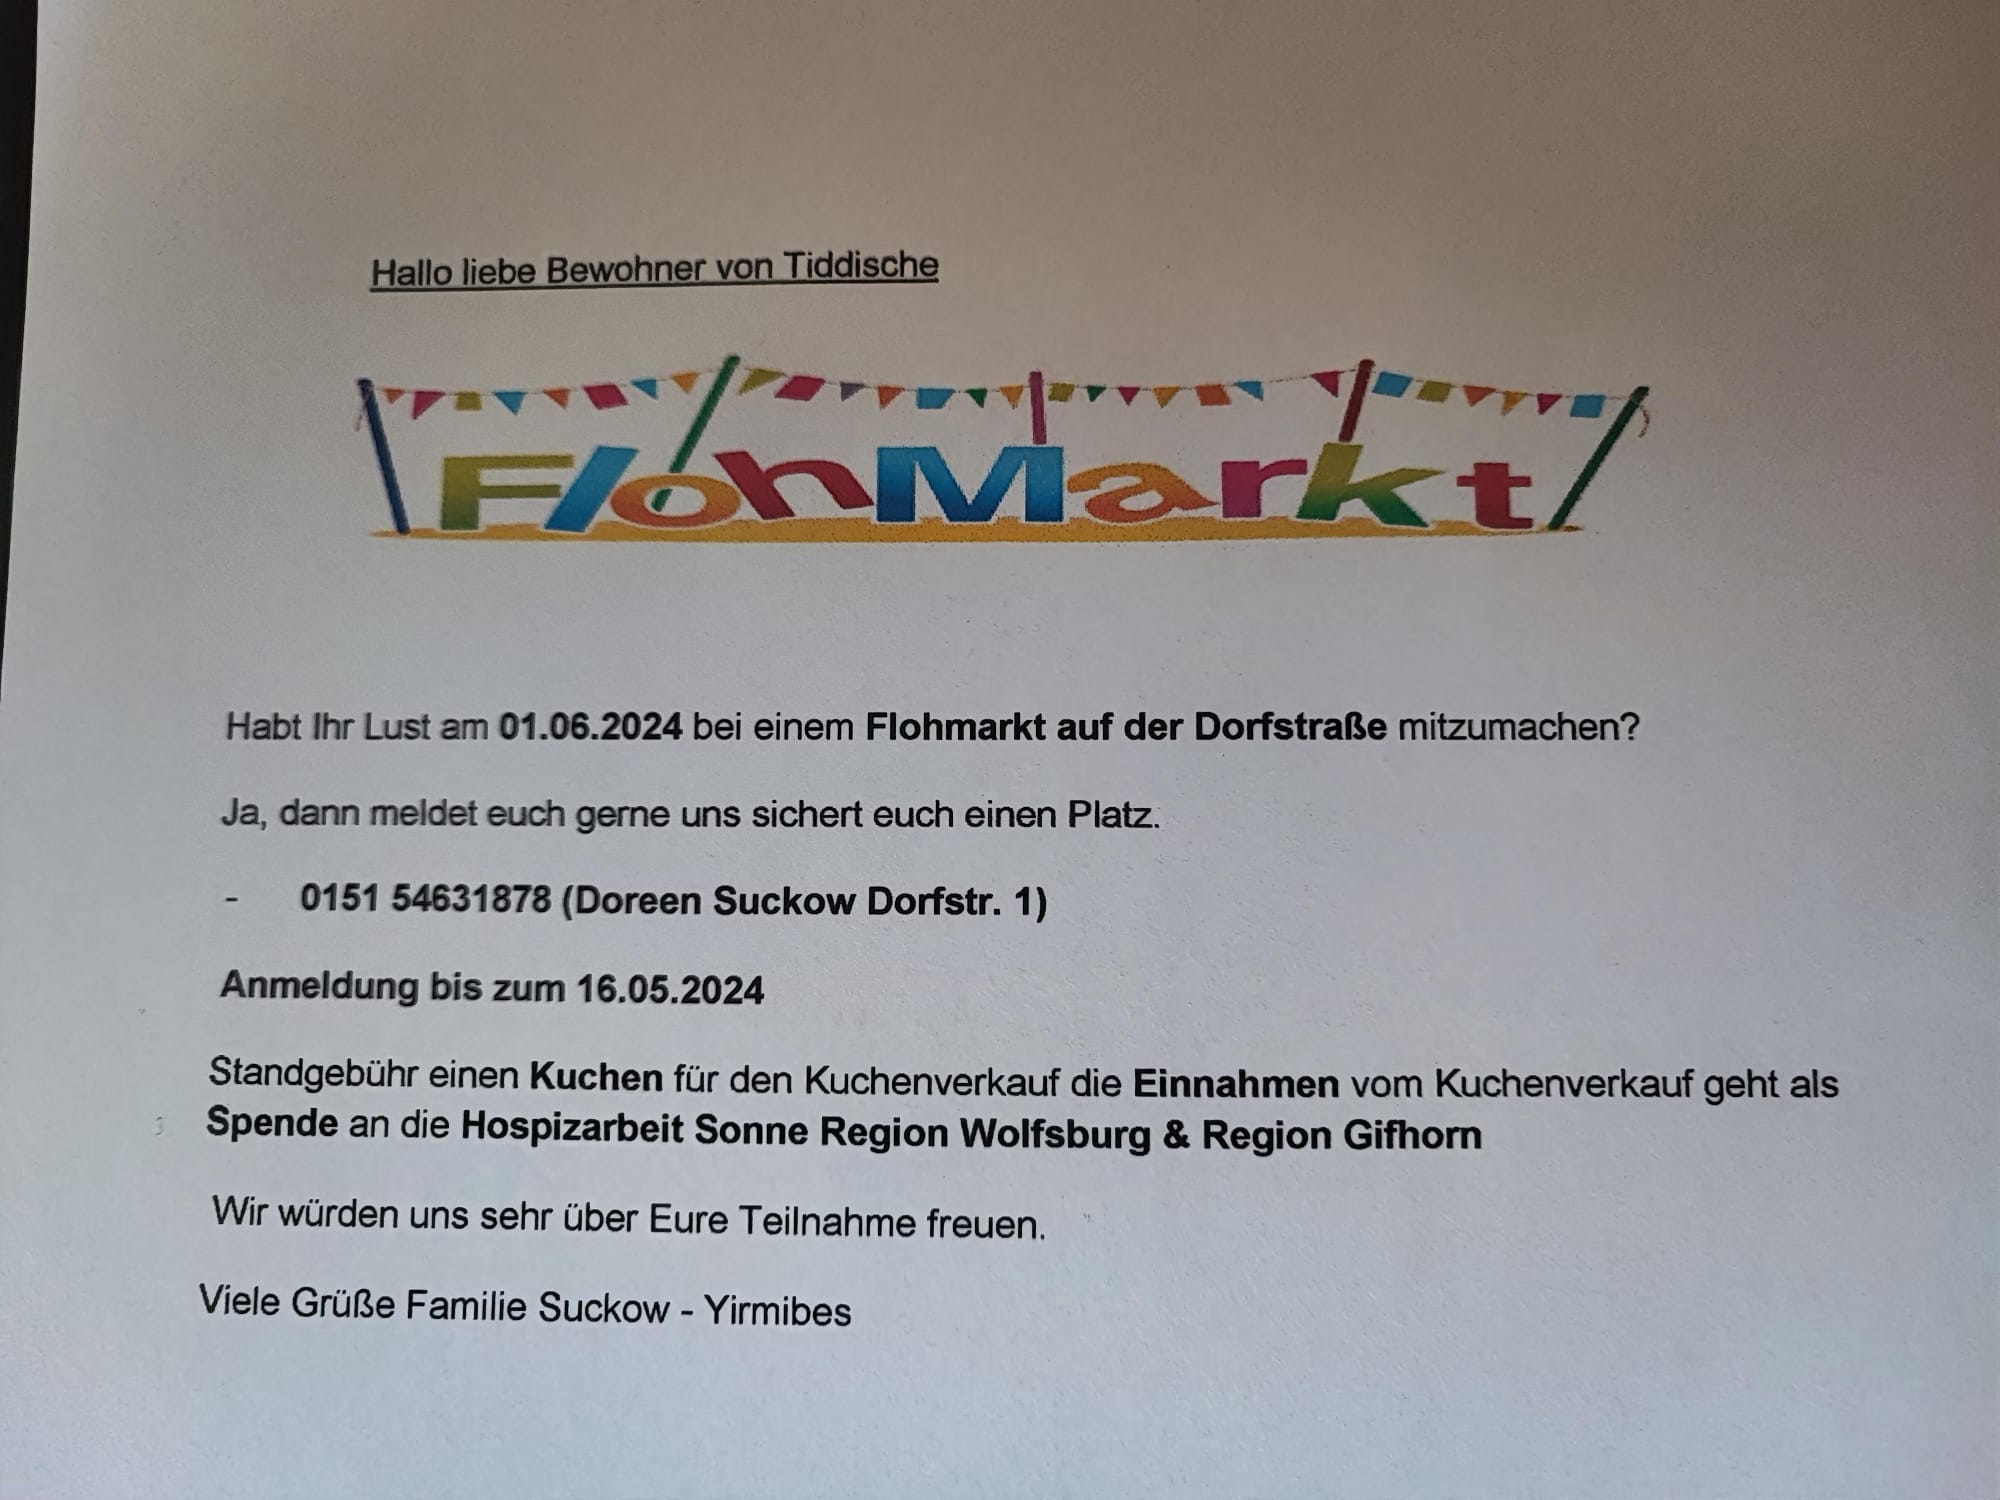 Hallo liebe Bewohner von Tiddische
FlohMarkt
Habt Ihr Lust am 01.06.2024 bei einem Flohmarkt auf der Dorfstraße mitzumachen?
Ja, dann meldet euch gerne uns sichert euch einen Platz.
- 0151 54631878 (Doreen Suckow Dorfstr. 1)
Anmeldung bis zum 16.05.2024
Standgebühr einen Kuchen für den Kuchenverkauf die Einnahmen vom Kuchenverkauf geht als
Spende an die Hospizarbeit Sonne Region Wolfsburg & Region Gifhorn
Wir würden uns sehr über Eure Teilnahme freuen.
Viele Grüße Familie Suckow - Yirmibes